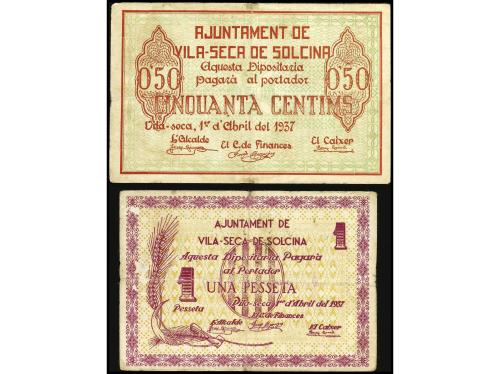 AJUNTAMENT DE
VILA-SECA DE SOLCINA
Aquesta Dipositaria
pagarà al portador
0'50 0'50
CINQUANTA CENTIMS
Vila-seca, 1er d'Abril del 1937
L'Alcalde El C. de Finances El Caixer
AJUNTAMENT DE
VILA-SECA DE SOLCINA
1
Aquesta Dipositaria Pagarà
al Portador
1 UNA PESSETA
Pesseta Vila-seca 1er d'Abril del 1937
El C. de Finances
L'Alcalde El Caixer